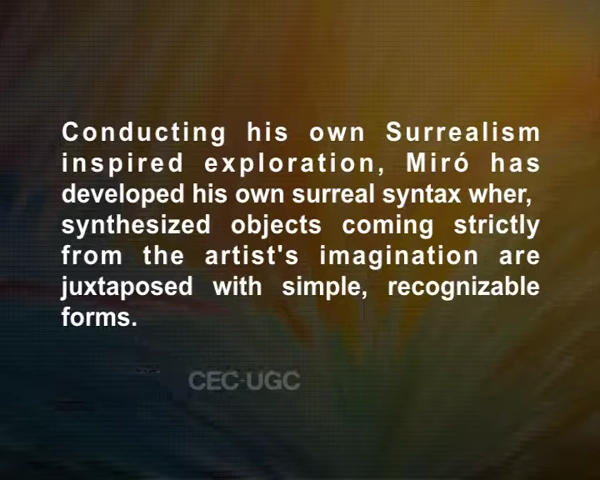 Conducting his own Surrealism
inspired exploration, Miró has
developed his own surreal syntax wher,
synthesized objects coming strictly
from the artist's imagination are
juxtaposed with simple, recognizable
forms.
CEC-UGC